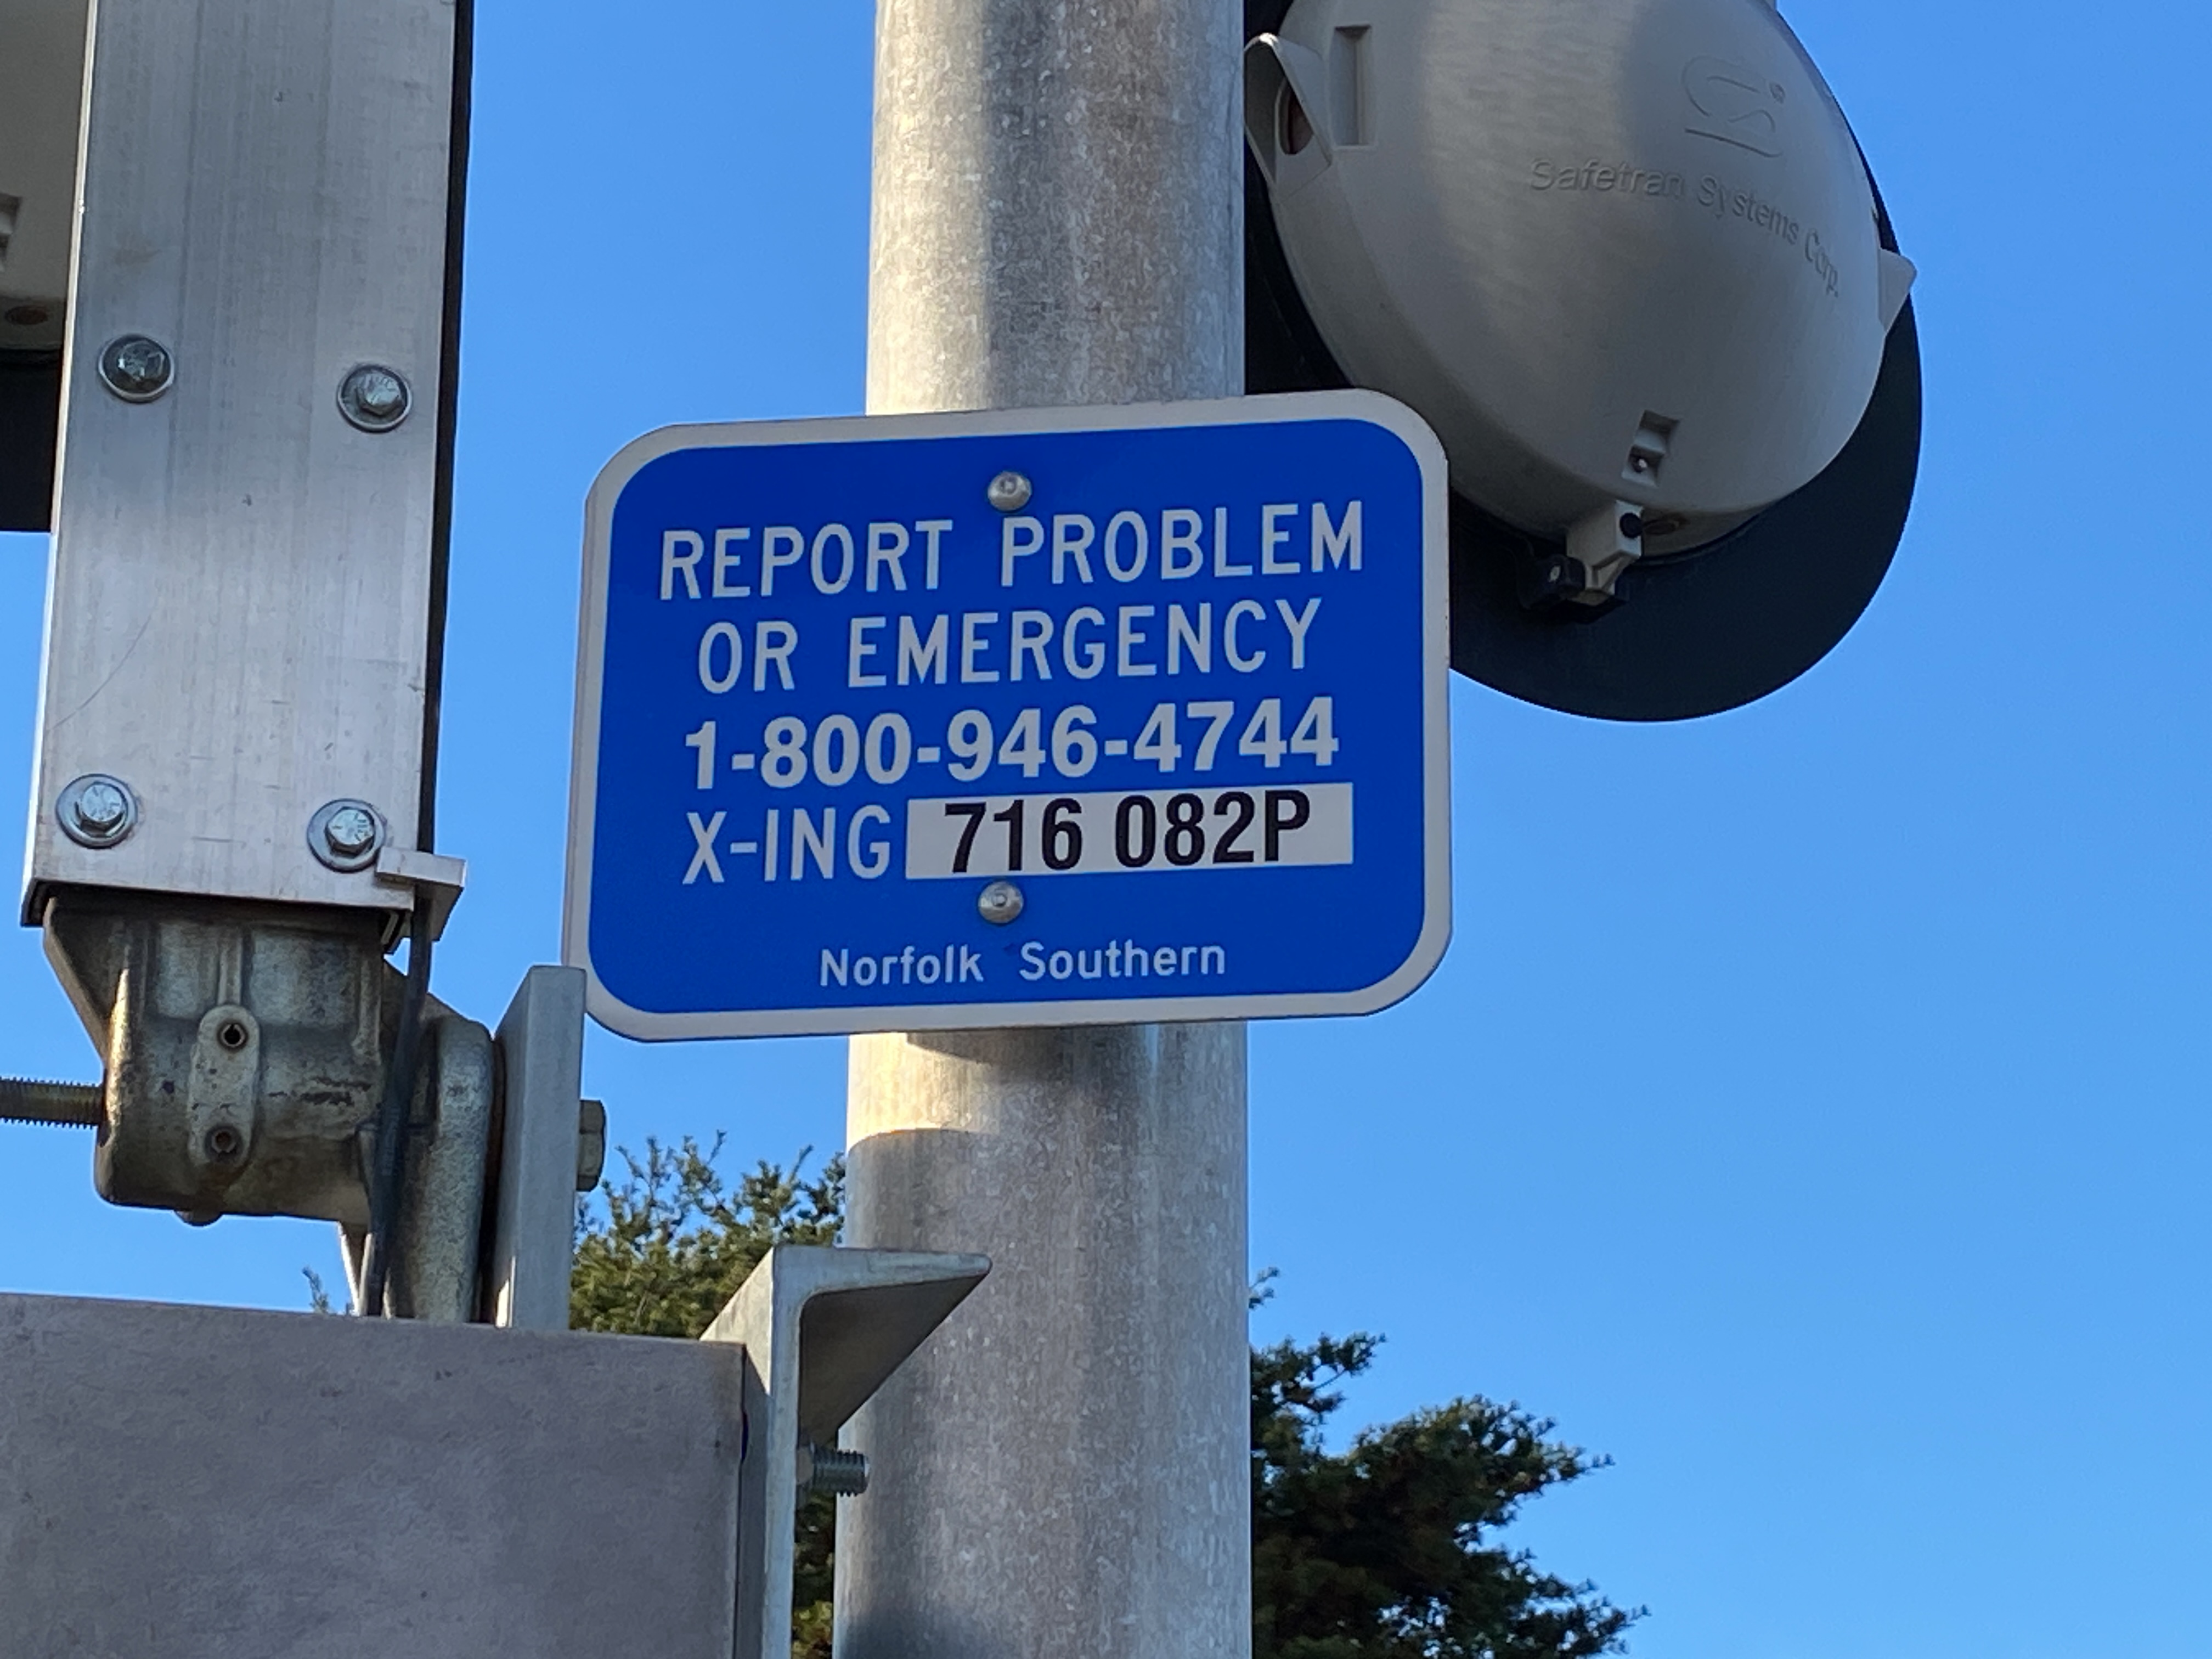 Safetran Systems Corp.
REPORT PROBLEM
OR EMERGENCY
1-800-946-4744
X-ING 716 082P
Norfolk Southern